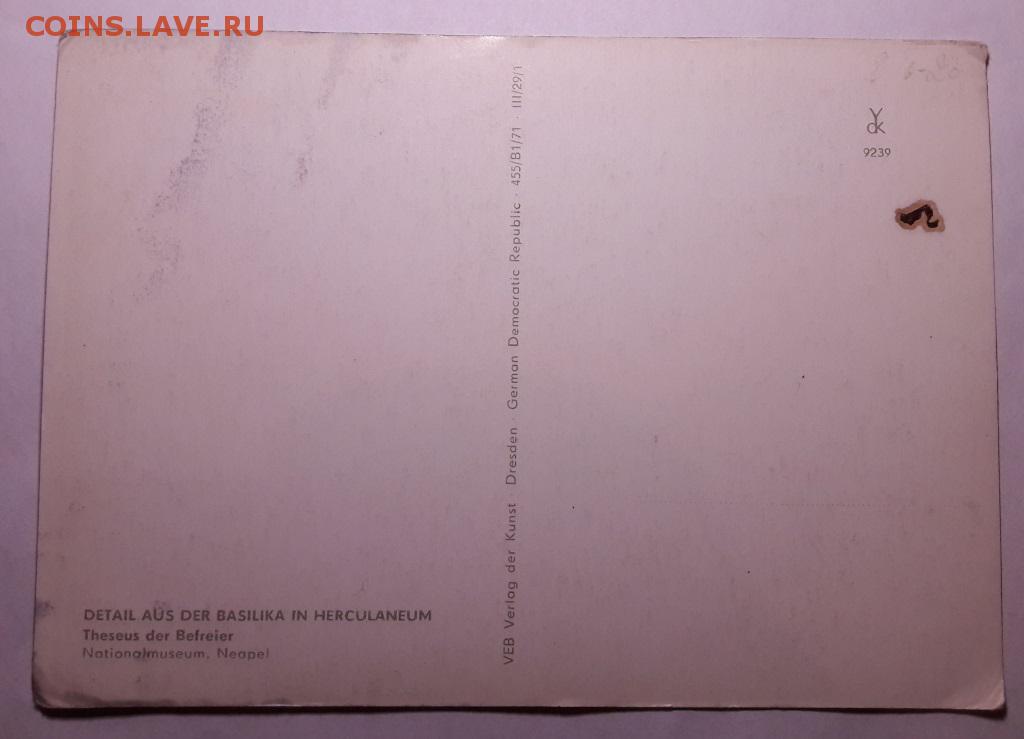 COINS.LAVE.RU
DETAIL AUS DER BASILIKA IN HERCULANEUM
Theseus der Befreier
Nationalmuseum, Neapel
VEB Verlag der Kunst · Dresden · German Democratic Republic · 455/B1/71 · III/29/1
9239